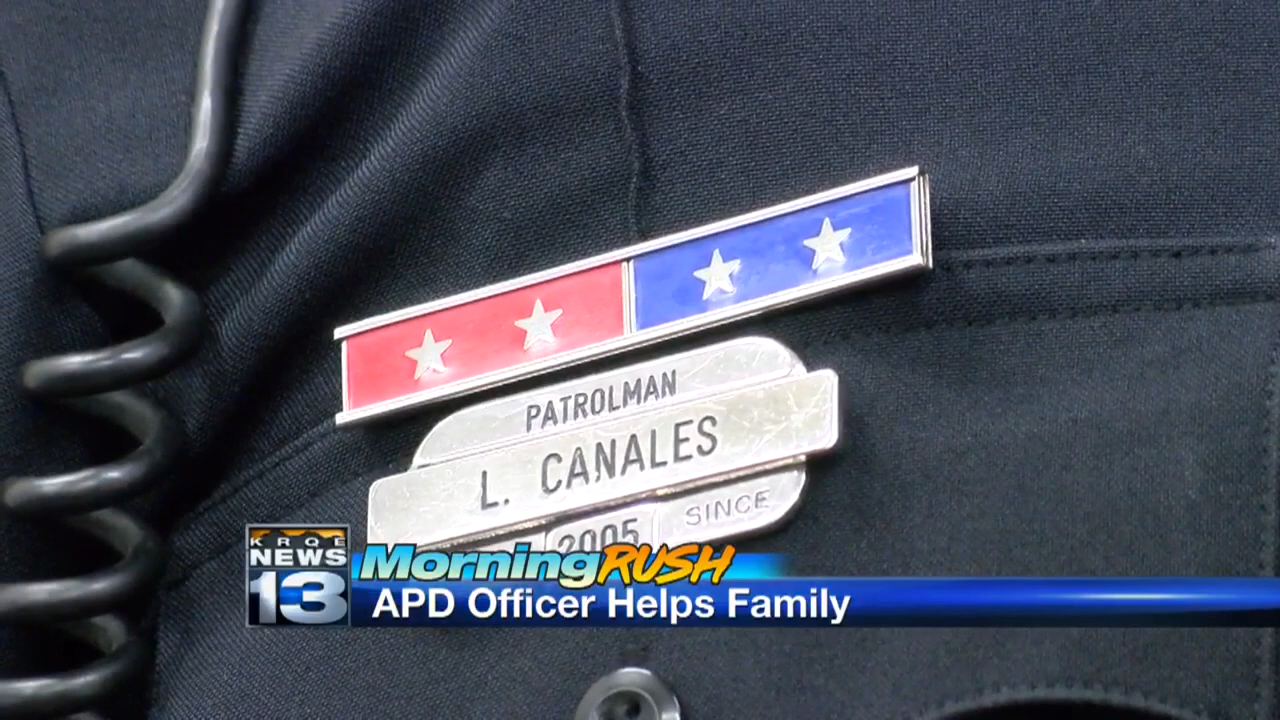 PATROLMAN
L. CANALES
2005 SINCE
KRQE
NEWS
13
MorningRUSH
APD Officer Helps Family